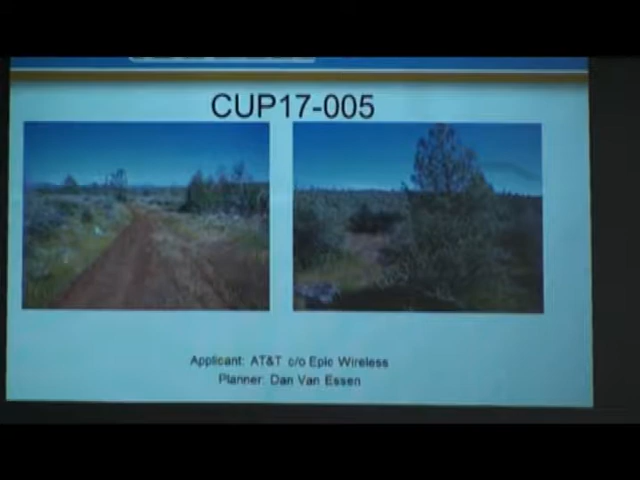 CUP17-005
Applicant: AT&T c/o Epic Wireless
Planner: Dan Van Essen